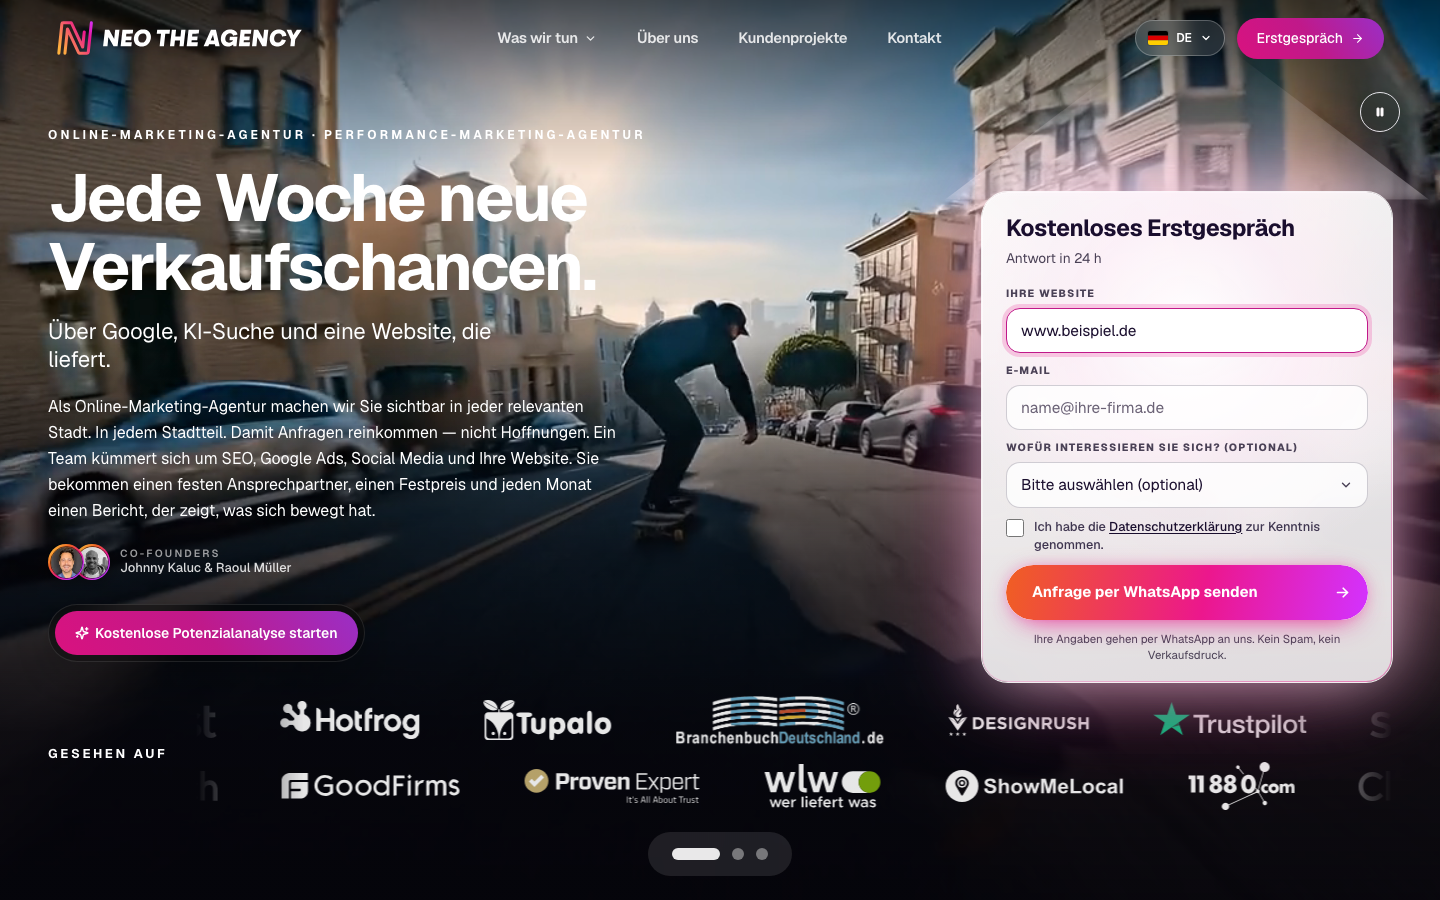 NEO THE AGENCY
Was wir tun
Über uns
Kundenprojekte
Kontakt
DE
Erstgespräch
ONLINE-MARKETING-AGENTUR · PERFORMANCE-MARKETING-AGENTUR
Jede Woche neue
Verkaufschancen.
Über Google, KI-Suche und eine Website, die
liefert.
Als Online-Marketing-Agentur machen wir Sie sichtbar in jeder relevanten
Stadt. In jedem Stadtteil. Damit Anfragen reinkommen — nicht Hoffnungen. Ein
Team kümmert sich um SEO, Google Ads, Social Media und Ihre Website. Sie
bekommen einen festen Ansprechpartner, einen Festpreis und jeden Monat
einen Bericht, der zeigt, was sich bewegt hat.
CO-FOUNDERS
Johnny Kaluc & Raoul Müller
Kostenlose Potenzialanalyse starten
Kostenloses Erstgespräch
Antwort in 24 h
IHRE WEBSITE
www.beispiel.de
E-MAIL
name@ihre-firma.de
WOFÜR INTERESSIEREN SIE SICH? (OPTIONAL)
Bitte auswählen (optional)
Ich habe die Datenschutzerklärung zur Kenntnis
genommen.
Anfrage per WhatsApp senden
Ihre Angaben gehen per WhatsApp an uns. Kein Spam, kein
Verkaufsdruck.
GESEHEN AUF
Hotfrog
Tupalo
BranchenbuchDeutschland.de ®
DESIGNRUSH
Trustpilot
GoodFirms
Proven Expert
It's All About Trust
wlw
wer liefert was
ShowMeLocal
11880.com